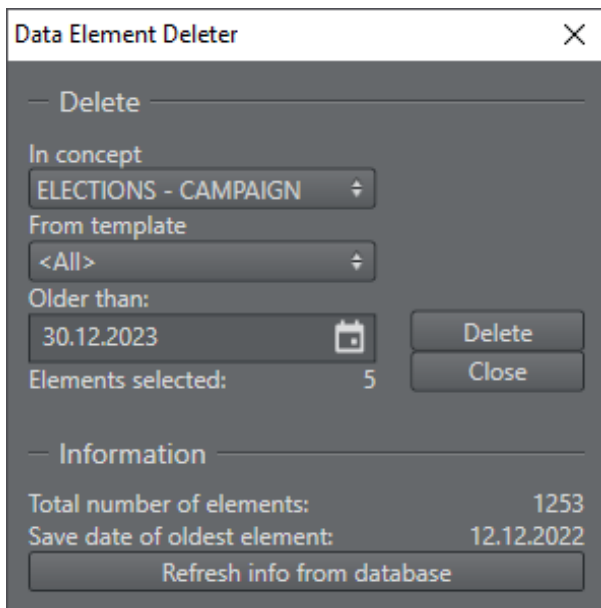 Data Element Deleter
Delete
In concept
ELECTIONS - CAMPAIGN
From template
<All>
Older than:
30.12.2023
Delete
Elements selected: 5
Close
Information
Total number of elements: 1253
Save date of oldest element: 12.12.2022
Refresh info from database